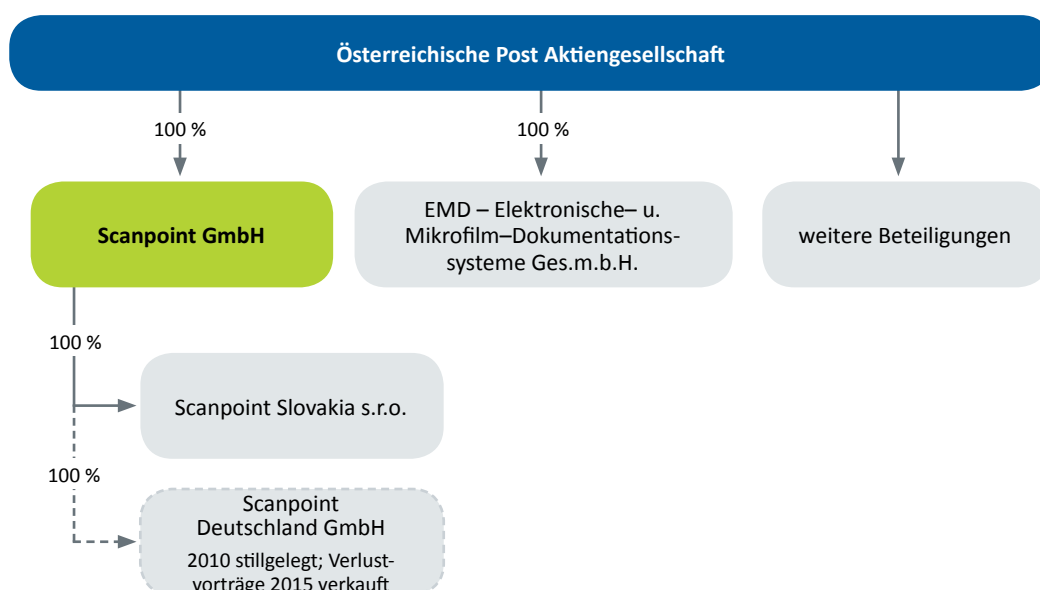 Österreichische Post Aktiengesellschaft
100 %
100 %
Scanpoint GmbH
EMD – Elektronische– u.
Mikrofilm–Dokumentations-
systeme Ges.m.b.H.
weitere Beteiligungen
100 %
Scanpoint Slovakia s.r.o.
100 %
Scanpoint
Deutschland GmbH
2010 stillgelegt; Verlust-
vorträge 2015 verkauft